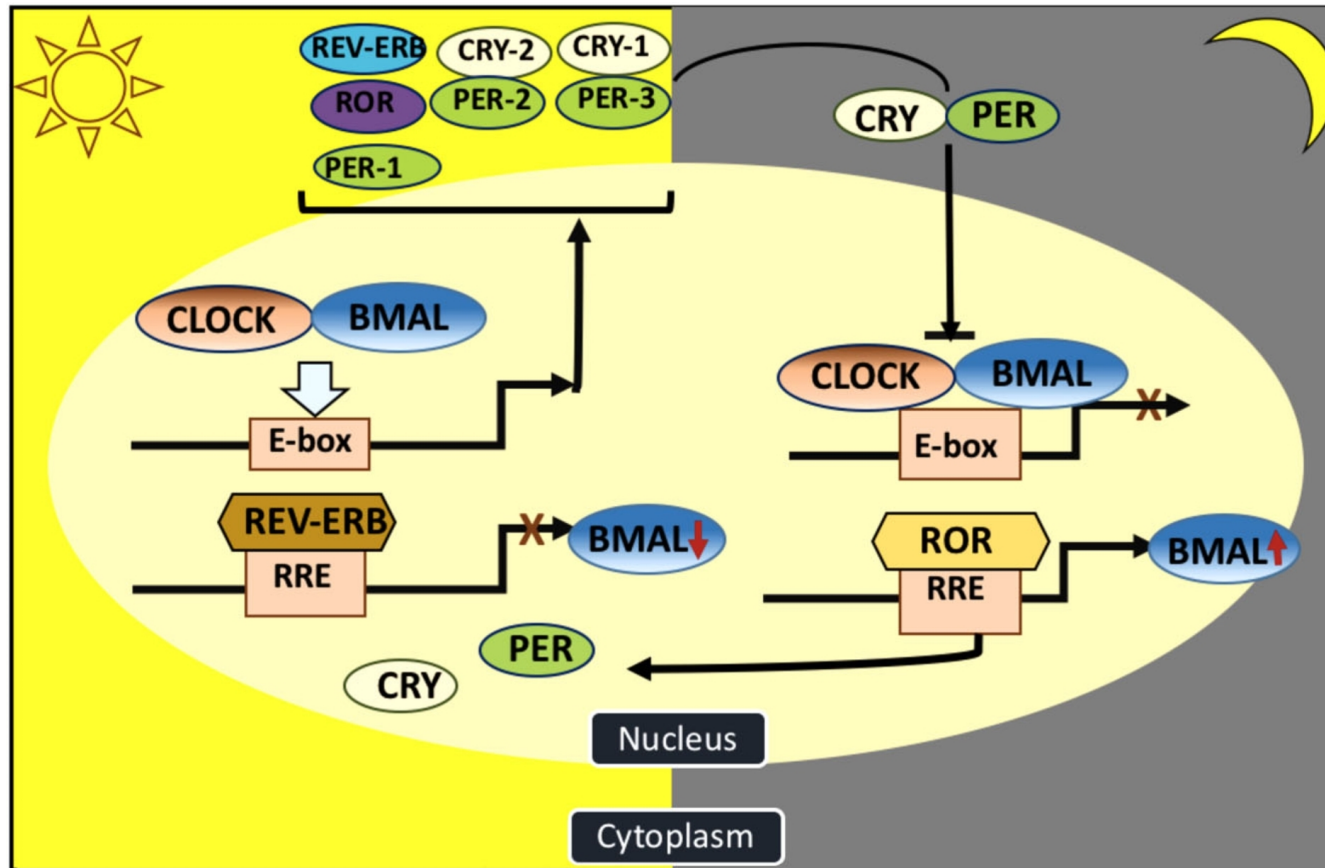 REV-ERB
CRY-2
CRY-1
ROR
PER-2
PER-3
PER-1
CRY
PER
CLOCK
BMAL
E-box
CLOCK
BMAL
X
E-box
REV-ERB
RRE
X
BMAL
ROR
RRE
BMAL
PER
CRY
Nucleus
Cytoplasm